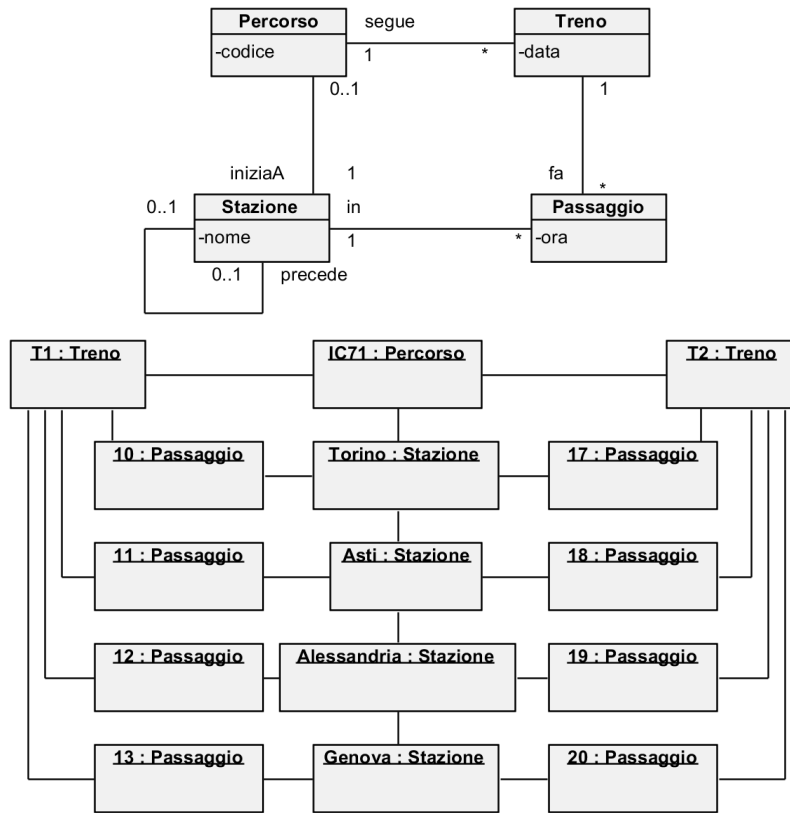 Percorso segue Treno
-codice 1 * -data
0..1 1
iniziaA 1 fa *
0..1 Stazione in Passaggio
-nome 1 * -ora
0..1 precede
T1 : Treno IC71 : Percorso T2 : Treno
10 : Passaggio Torino : Stazione 17 : Passaggio
11 : Passaggio Asti : Stazione 18 : Passaggio
12 : Passaggio Alessandria : Stazione 19 : Passaggio
13 : Passaggio Genova : Stazione 20 : Passaggio